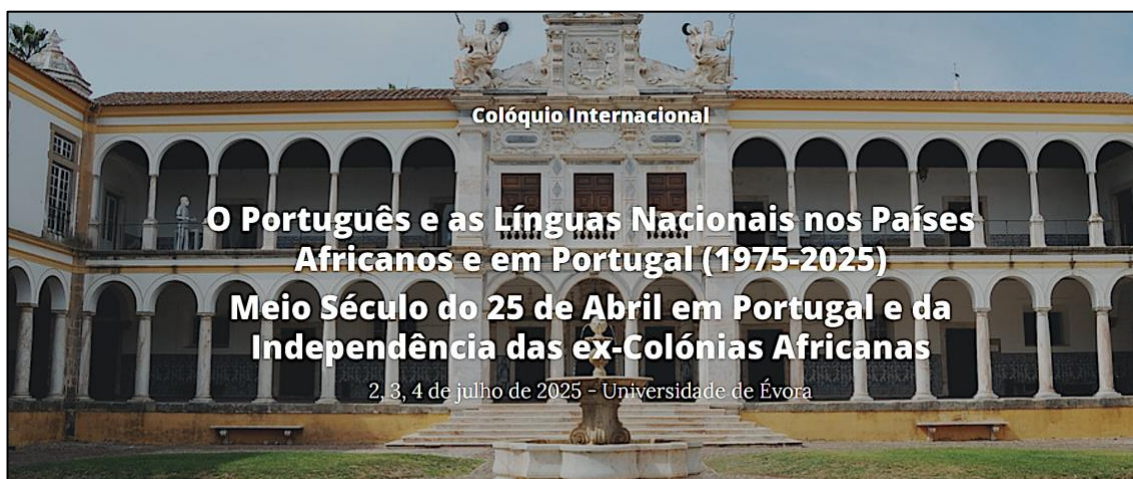 Colóquio Internacional
O Português e as Línguas Nacionais nos Países
Africanos e em Portugal (1975-2025)
Meio Século do 25 de Abril em Portugal e da
Independência das ex-Colónias Africanas
2, 3, 4 de julho de 2025 - Universidade de Évora